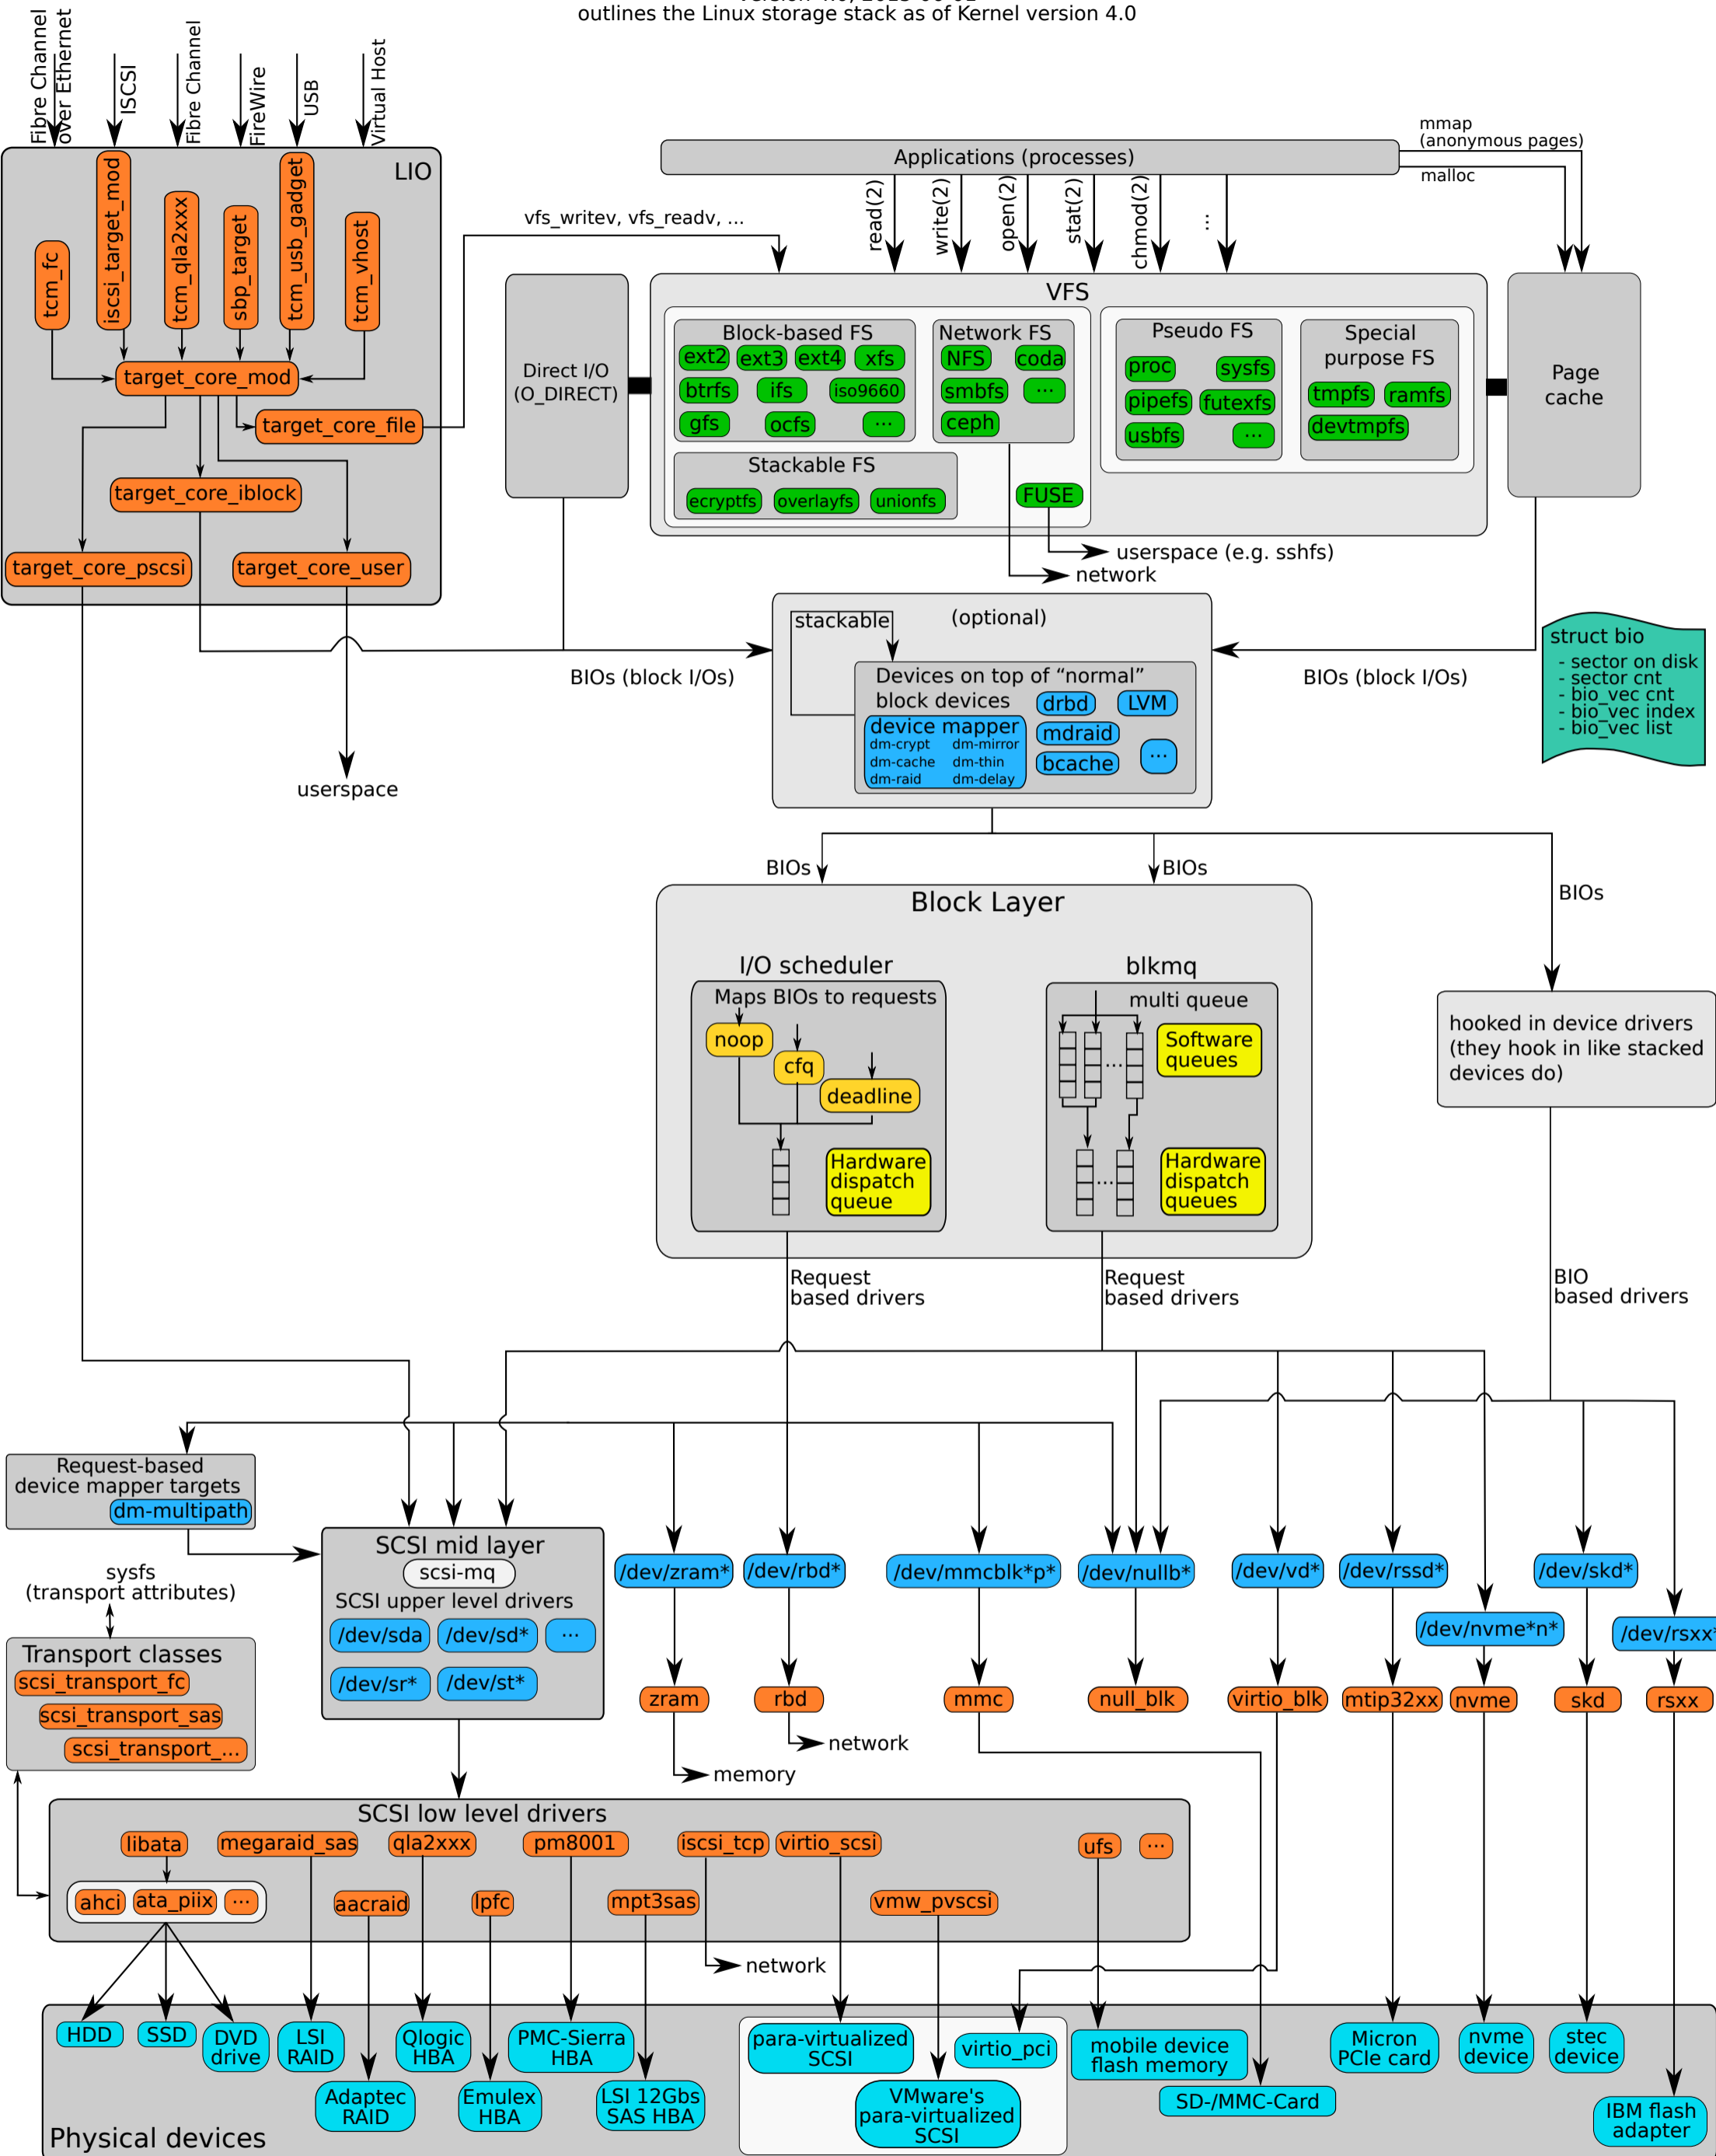 outlines the Linux storage stack as of Kernel version 4.0
Fibre Channel
over Ethernet
ISCSI
Fibre Channel
FireWire
USB
Virtual Host
LIO
tcm_fc
iscsi_target_mod
tcm_qla2xxx
sbp_target
tcm_usb_gadget
tcm_vhost
target_core_mod
target_core_file
target_core_iblock
target_core_pscsi
target_core_user
userspace
vfs_writev, vfs_readv, ...
Applications (processes)
mmap
(anonymous pages)
malloc
read(2)
write(2)
open(2)
stat(2)
chmod(2)
...
Direct I/O
(O_DIRECT)
VFS
Block-based FS
ext2
ext3
ext4
xfs
btrfs
ifs
iso9660
gfs
ocfs
...
Network FS
NFS
coda
smbfs
...
ceph
Pseudo FS
proc
sysfs
pipefs
futexfs
usbfs
...
Special
purpose FS
tmpfs
ramfs
devtmpfs
Stackable FS
ecryptfs
overlayfs
unionfs
FUSE
userspace (e.g. sshfs)
network
Page
cache
BIOs (block I/Os)
stackable
(optional)
Devices on top of “normal”
block devices
drbd
LVM
device mapper
dm-crypt
dm-mirror
dm-cache
dm-thin
dm-raid
dm-delay
mdraid
bcache
...
BIOs (block I/Os)
struct bio
- sector on disk
- sector cnt
- bio_vec cnt
- bio_vec index
- bio_vec list
BIOs
BIOs
BIOs
Block Layer
I/O scheduler
Maps BIOs to requests
noop
cfq
deadline
Hardware
dispatch
queue
blkmq
multi queue
Software
queues
...
Hardware
dispatch
queues
...
hooked in device drivers
(they hook in like stacked
devices do)
Request
based drivers
Request
based drivers
BIO
based drivers
Request-based
device mapper targets
dm-multipath
sysfs
(transport attributes)
Transport classes
scsi_transport_fc
scsi_transport_sas
scsi_transport_...
SCSI mid layer
scsi-mq
SCSI upper level drivers
/dev/sda
/dev/sd*
...
/dev/sr*
/dev/st*
/dev/zram*
/dev/rbd*
/dev/mmcblk*p*
/dev/nullb*
/dev/vd*
/dev/rssd*
/dev/skd*
/dev/nvme*n*
/dev/rsxx*
zram
rbd
mmc
null_blk
virtio_blk
mtip32xx
nvme
skd
rsxx
network
memory
SCSI low level drivers
libata
megaraid_sas
qla2xxx
pm8001
iscsi_tcp
virtio_scsi
ufs
...
ahci
ata_piix
...
aacraid
lpfc
mpt3sas
vmw_pvscsi
network
HDD
SSD
DVD
drive
LSI
RAID
Adaptec
RAID
Qlogic
HBA
Emulex
HBA
PMC-Sierra
HBA
LSI 12Gbs
SAS HBA
para-virtualized
SCSI
VMware's
para-virtualized
SCSI
virtio_pci
mobile device
flash memory
SD-/MMC-Card
Micron
PCIe card
nvme
device
stec
device
IBM flash
adapter
Physical devices